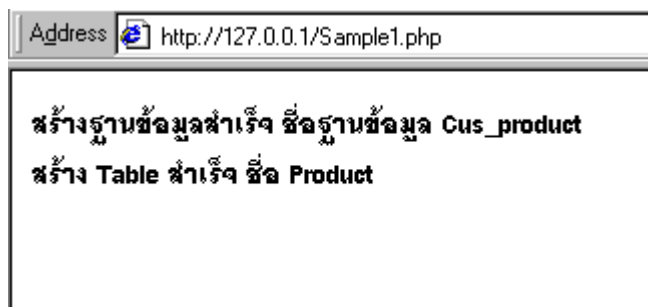 Address http://127.0.0.1/Sample1.php
สร้างฐานข้อมูลสำเร็จ ชื่อฐานข้อมูล Cus_product
สร้าง Table สำเร็จ ชื่อ Product